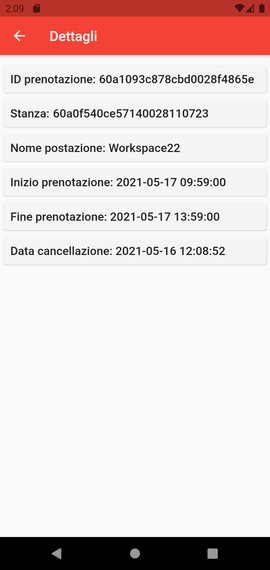 2:09
Dettagli
ID prenotazione: 60a1093c878cbd0028f4865e
Stanza: 60a0f540ce57140028110723
Nome postazione: Workspace22
Inizio prenotazione: 2021-05-17 09:59:00
Fine prenotazione: 2021-05-17 13:59:00
Data cancellazione: 2021-05-16 12:08:52